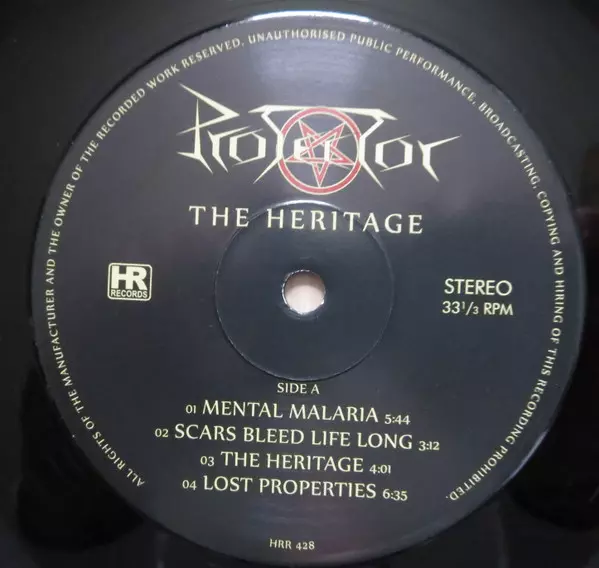 ALL RIGHTS OF THE MANUFACTURER AND THE OWNER OF THE RECORDED WORK RESERVED. UNAUTHORISED PUBLIC PERFORMANCE, BROADCASTING, COPYING AND HIRING OF THIS RECORDING PROHIBITED.
Protector
THE HERITAGE
HR
RECORDS
STEREO
33 1/3 RPM
SIDE A
01 MENTAL MALARIA 5:44
02 SCARS BLEED LIFE LONG 3:12
03 THE HERITAGE 4:01
04 LOST PROPERTIES 6:35
HRR 428